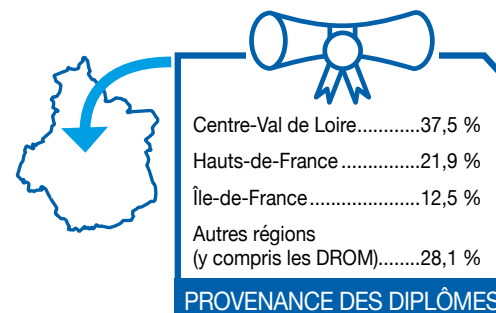 Centre-Val de Loire............37,5 %
Hauts-de-France...............21,9 %
Île-de-France.....................12,5 %
Autres régions
(y compris les DROM)........28,1 %
PROVENANCE DES DIPLÔMES